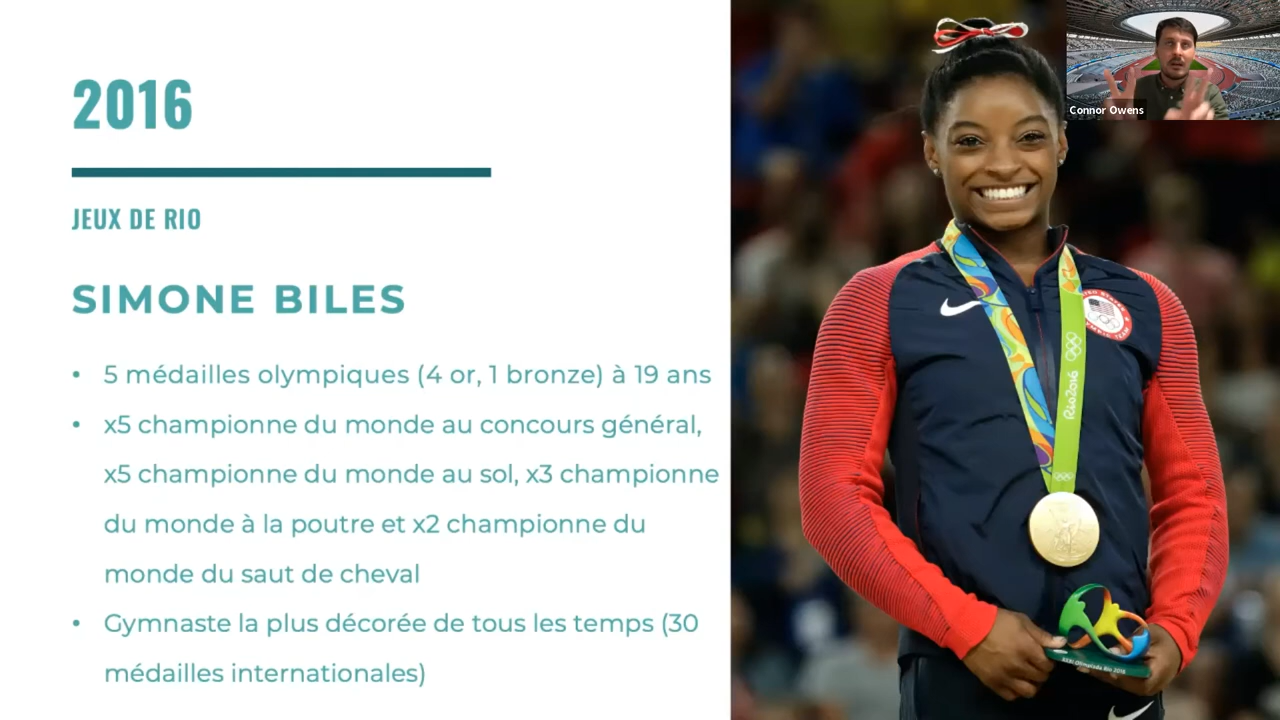 2016
JEUX DE RIO
SIMONE BILES
• 5 médailles olympiques (4 or, 1 bronze) à 19 ans
• x5 championne du monde au concours général,
x5 championne du monde au sol, x3 championne
du monde à la poutre et x2 championne du
monde du saut de cheval
• Gymnaste la plus décorée de tous les temps (30
médailles internationales)
Connor Owens
Rio2016